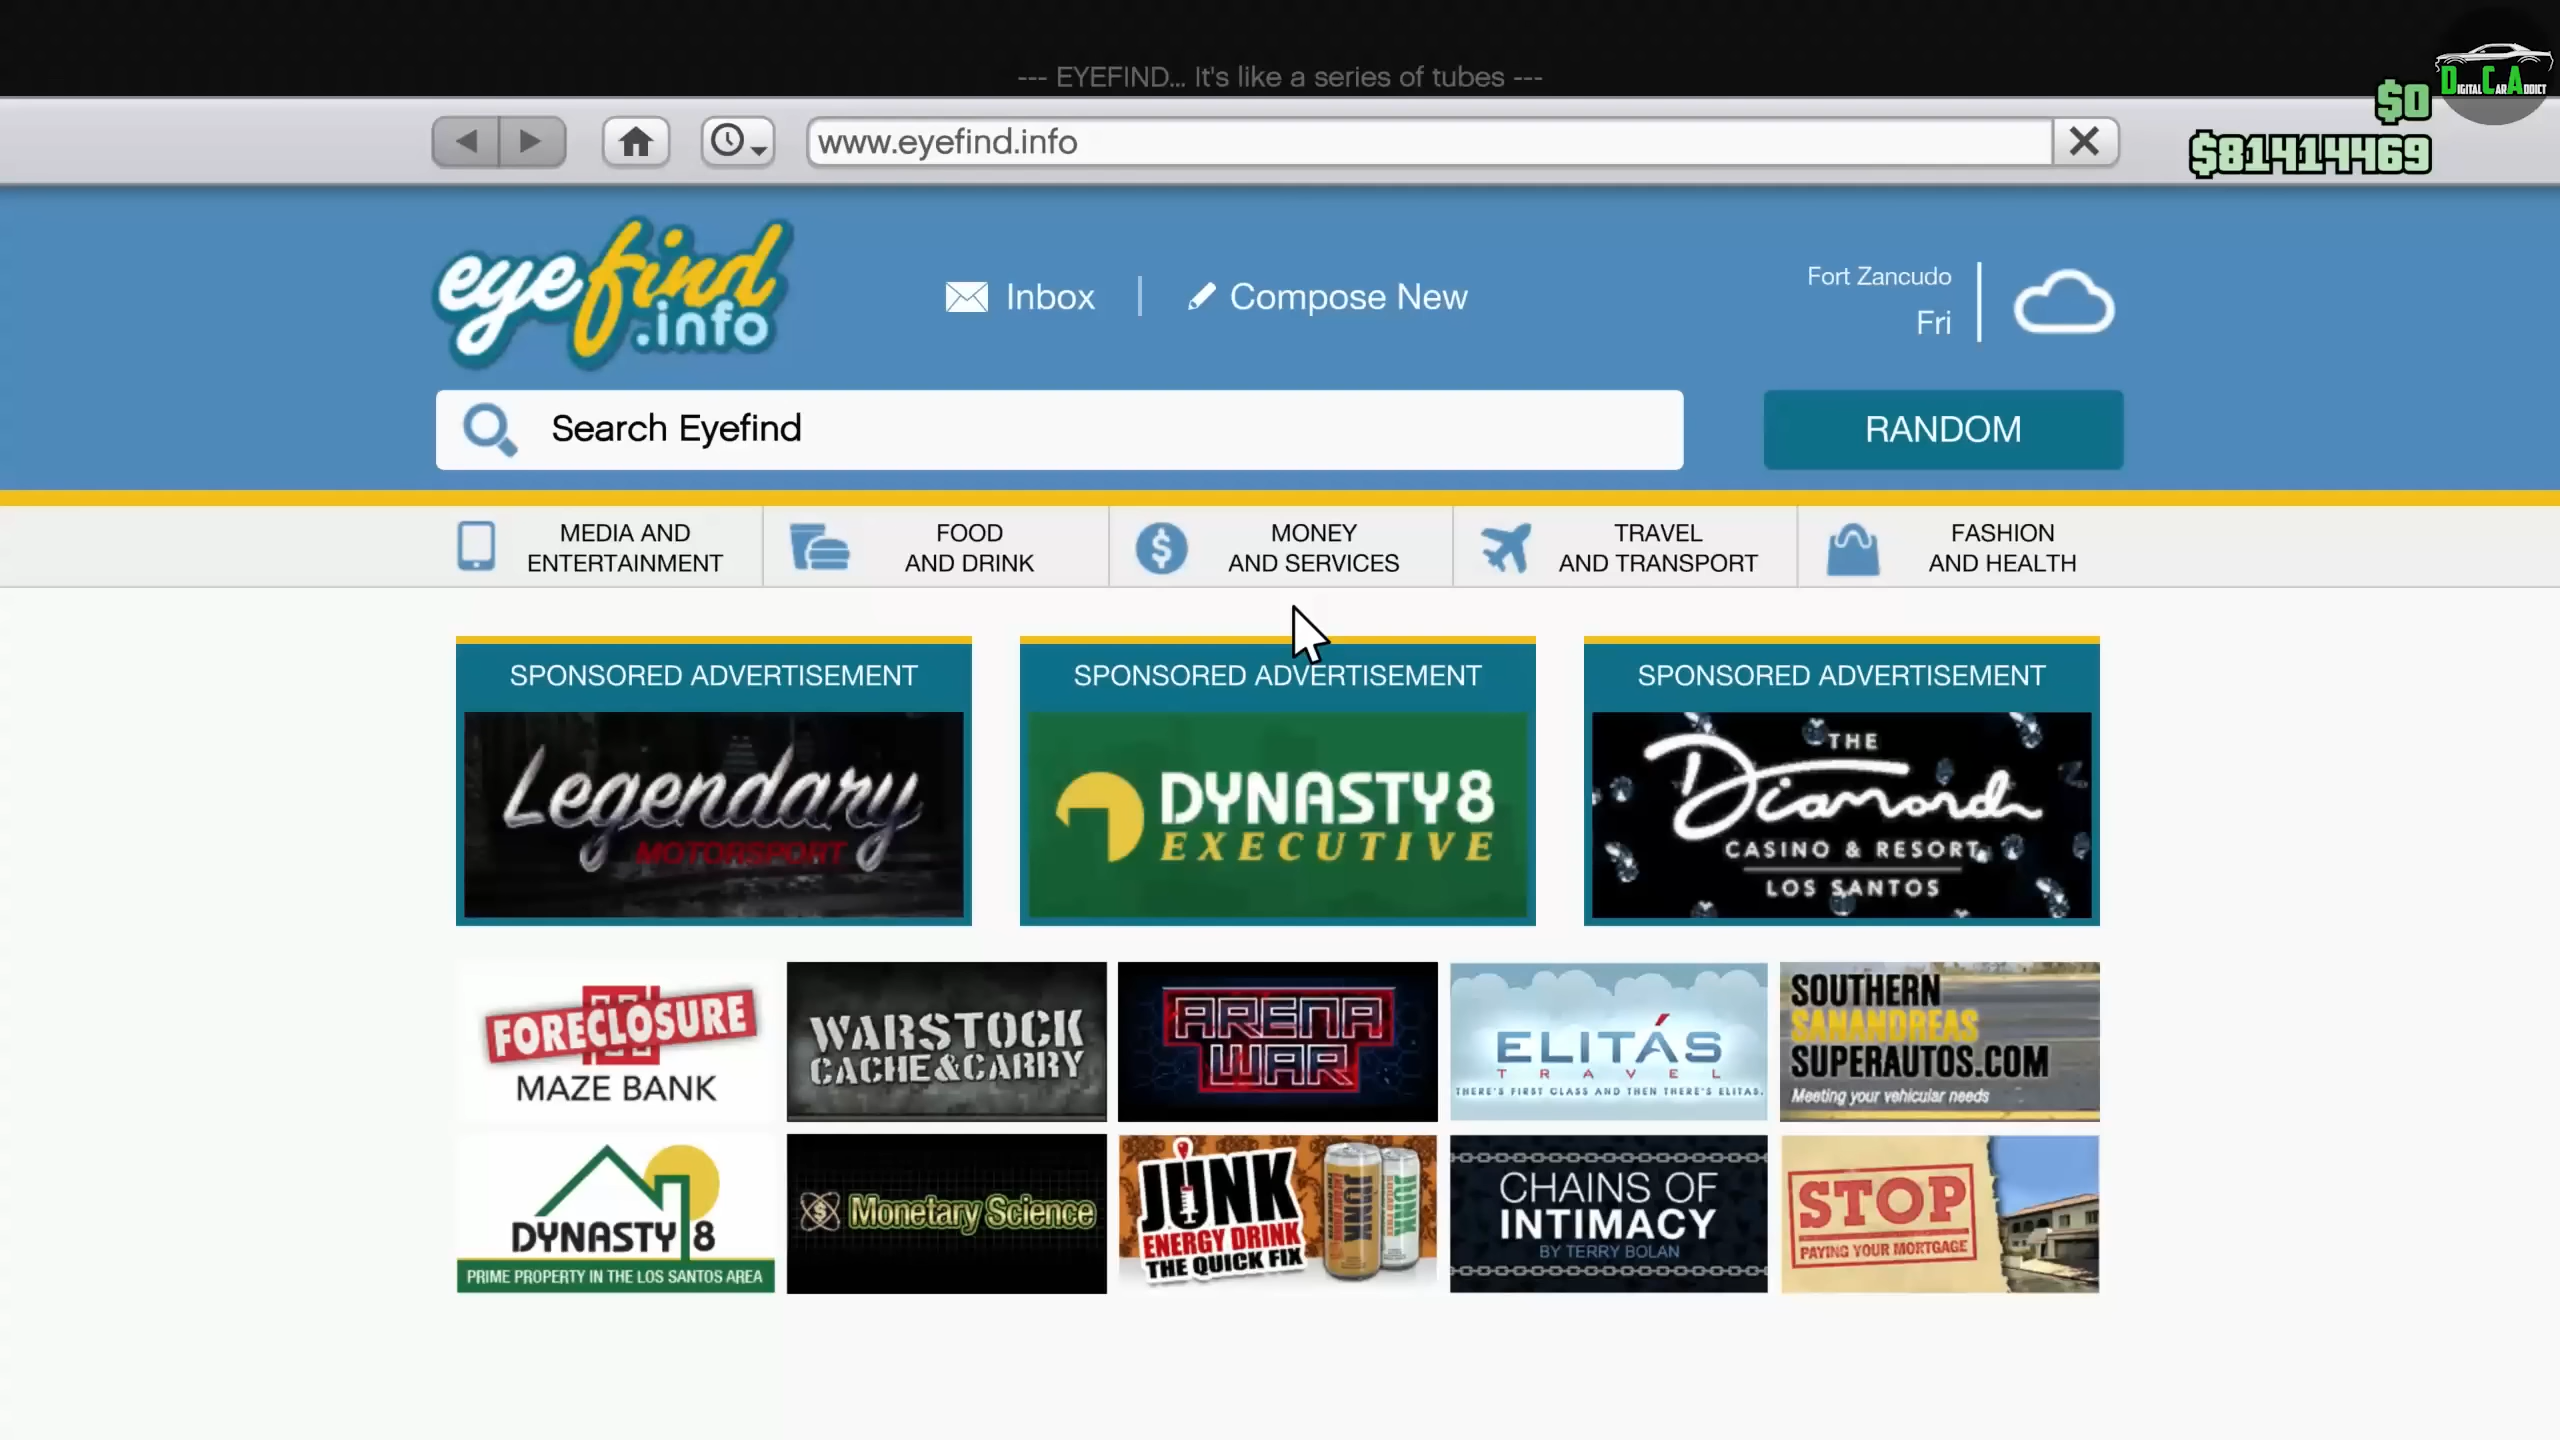 --- EYEFIND... It's like a series of tubes ---
DIGITALCARADDICT
$0
www.eyefind.info
$81414469
eyefind
.info
Inbox
Compose New
Fort Zancudo
Fri
Search Eyefind
RANDOM
MEDIA AND
ENTERTAINMENT
FOOD
AND DRINK
MONEY
AND SERVICES
TRAVEL
AND TRANSPORT
FASHION
AND HEALTH
SPONSORED ADVERTISEMENT
Legendary
MOTORSPORT
SPONSORED ADVERTISEMENT
DYNASTY8
EXECUTIVE
SPONSORED ADVERTISEMENT
THE
Diamond
CASINO & RESORT
LOS SANTOS
FORECLOSURE
MAZE BANK
WARSTOCK
CACHE&CARRY
ARENA
WAR
ELITÁS
TRAVEL
THERE'S FIRST CLASS AND THEN THERE'S ELITAS.
SOUTHERN
SANANDREAS
SUPERAUTOS.COM
Meeting your vehicular needs
DYNASTY 8
PRIME PROPERTY IN THE LOS SANTOS AREA
Monetary Science
JUNK
ENERGY DRINK
THE QUICK FIX
JUNK
JUNK
CHAINS OF
INTIMACY
BY TERRY BOLAN
STOP
PAYING YOUR MORTGAGE